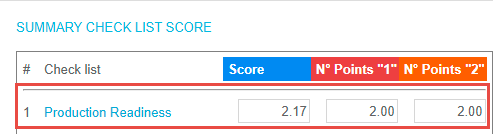 SUMMARY CHECK LIST SCORE
# Check list Score N° Points "1" N° Points "2"
1 Production Readiness 2.17 2.00 2.00